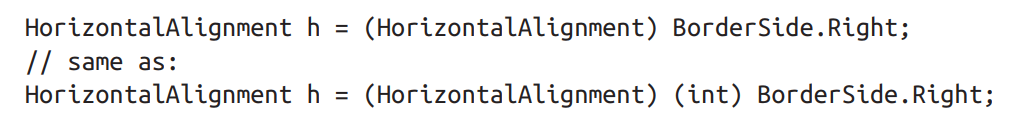 HorizontalAlignment h = (HorizontalAlignment) BorderSide.Right;
// same as:
HorizontalAlignment h = (HorizontalAlignment) (int) BorderSide.Right;